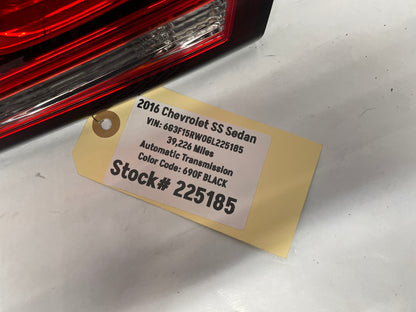 2016 Chevrolet SS Sedan
VIN: 6G3F15RW0GL225185
39,226 Miles
Automatic Transmission
Color Code: 690F BLACK
Stock# 225185